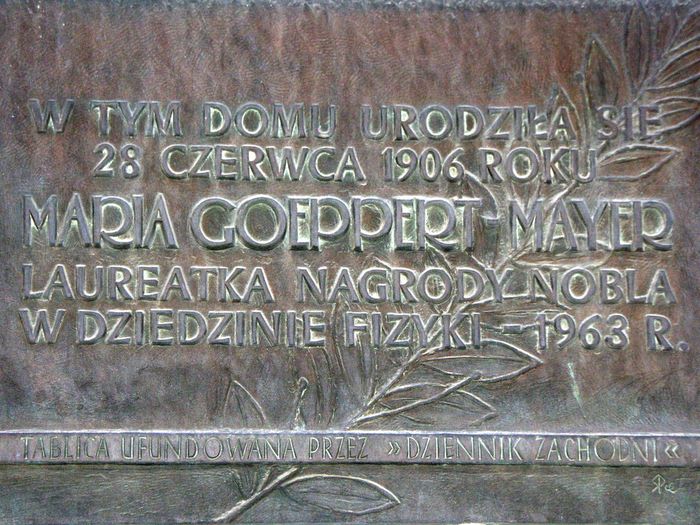 W TYM DOMU URODZIŁA SIĘ
28 CZERWCA 1906 ROKU
MARIA GOEPPERT-MAYER
LAUREATKA NAGRODY NOBLA
W DZIEDZINIE FIZYKI – 1963 R.
TABLICA UFUNDOWANA PRZEZ »DZIENNIK ZACHODNI«